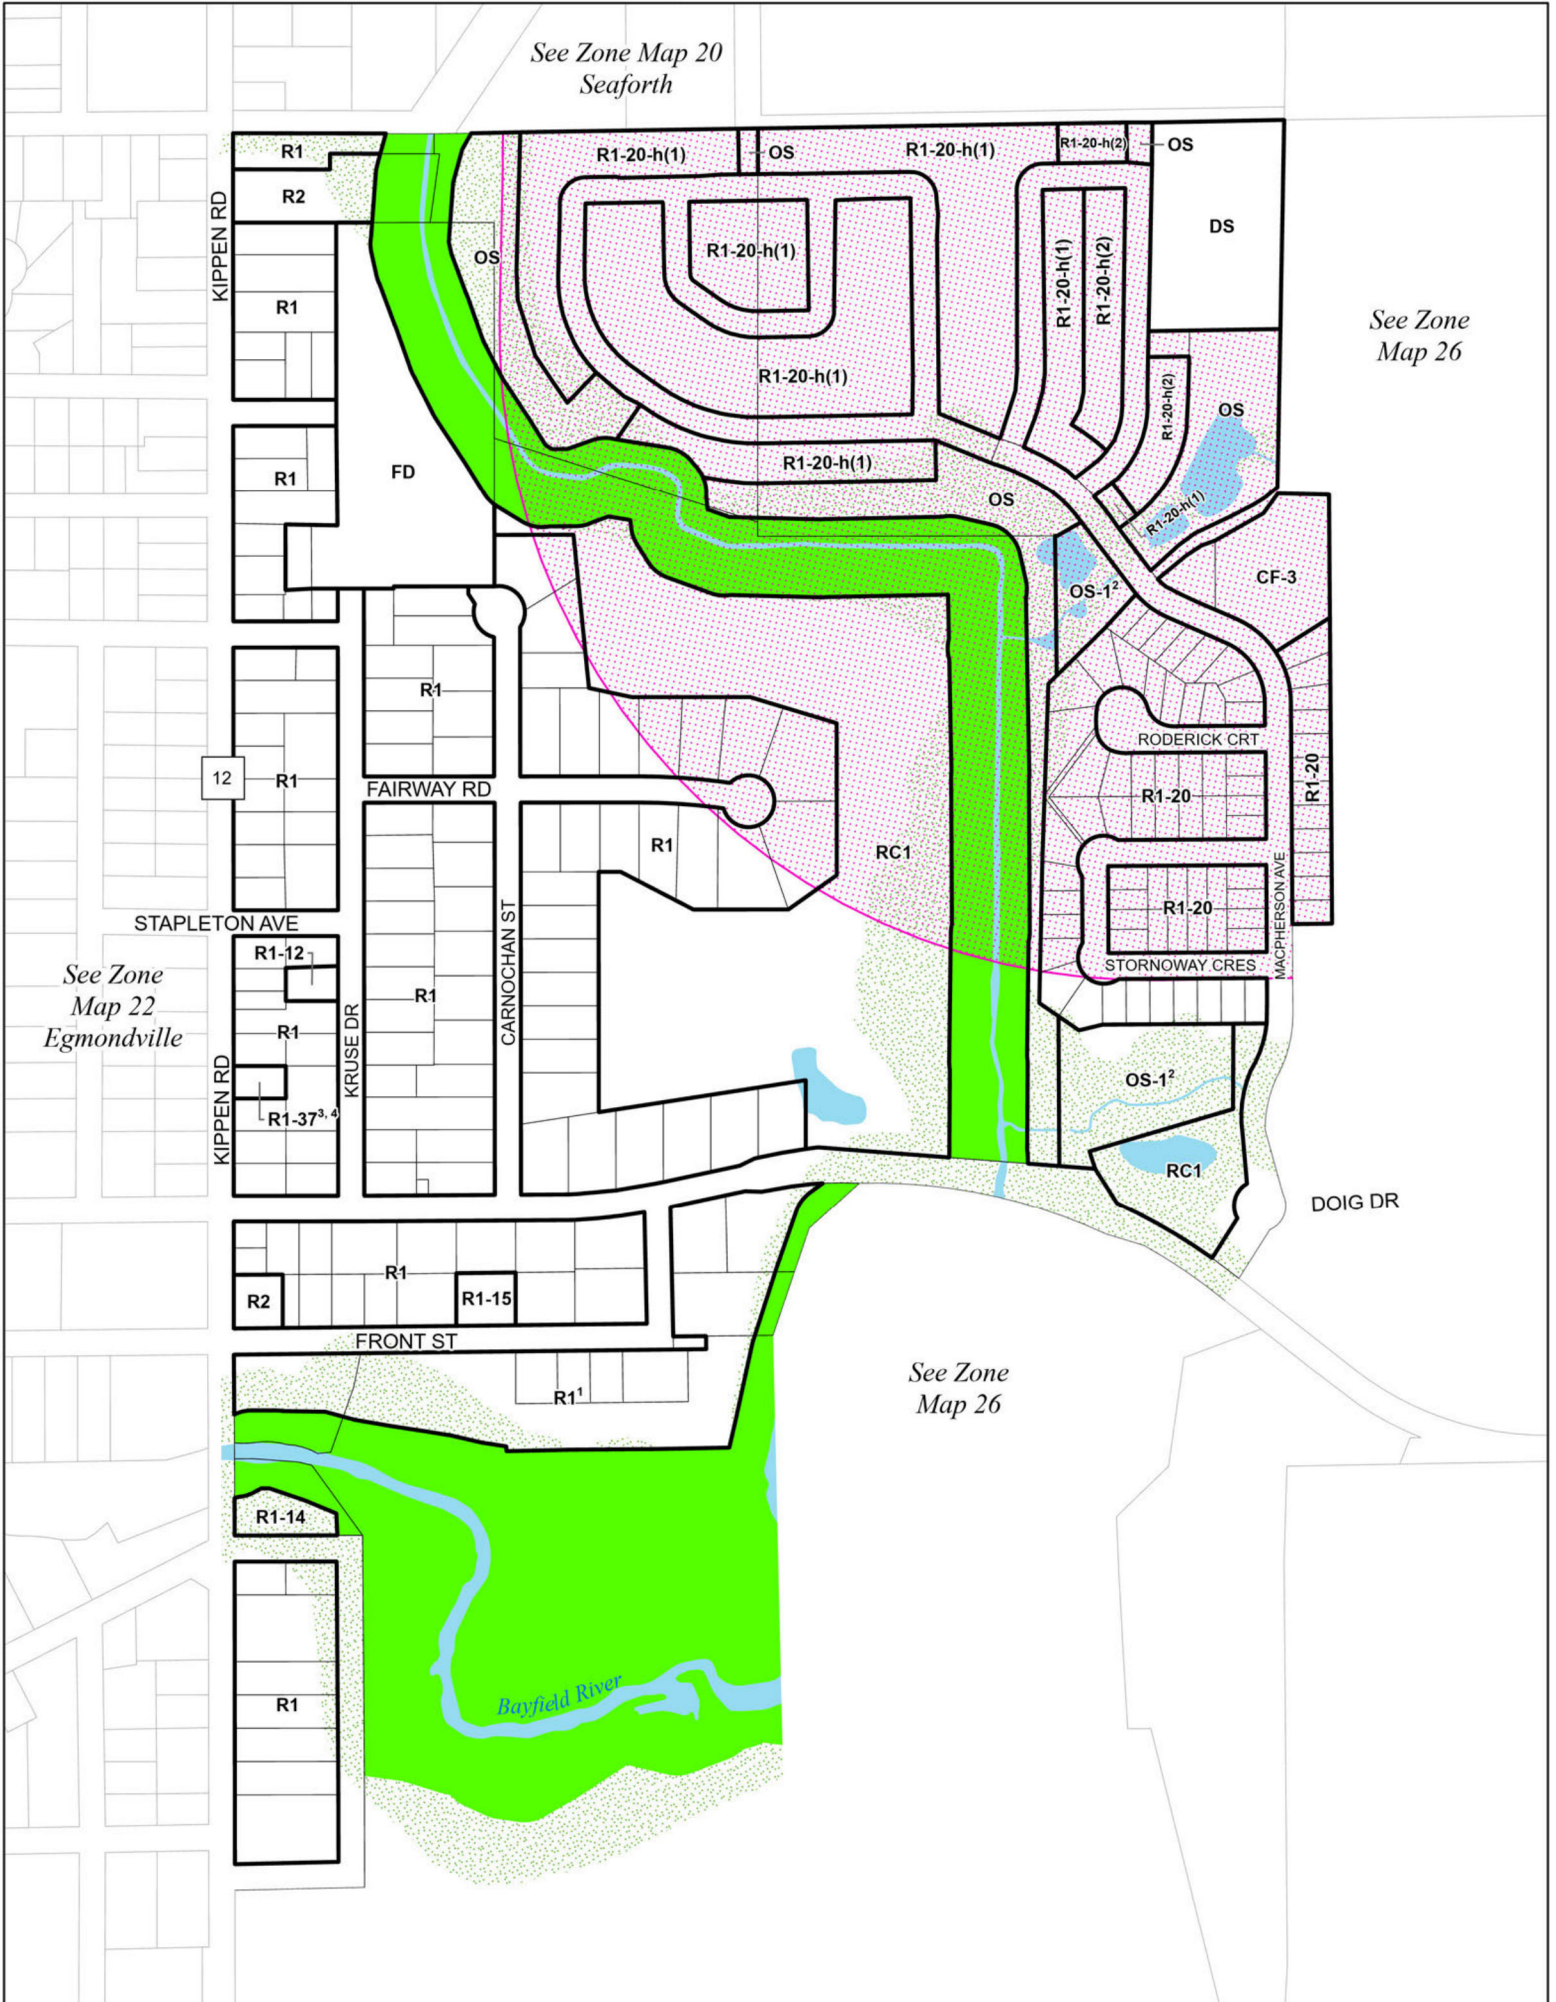 See Zone Map 20
Seaforth
R1
R1-20-h(1)
OS
R1-20-h(1)
R1-20-h(2)
OS
R2
KIPPEN RD
DS
OS
R1-20-h(1)
R1-20-h(1)
R1-20-h(2)
R1
See Zone
Map 26
R1-20-h(1)
R1-20-h(2)
OS
R1
FD
R1-20-h(1)
OS
R1-20-h(1)
CF-3
OS-1²
R1
RODERICK CRT
12
R1
FAIRWAY RD
R1-20
R1-20
R1
RC1
MACPHERSON AVE
STAPLETON AVE
CARNOCHAN ST
R1-20
R1-12
See Zone
Map 22
Egmondville
STORNOWAY CRES
R1
R1
KRUSE DR
KIPPEN RD
OS-1²
R1-37³,⁴
RC1
DOIG DR
R1
R2
R1-15
FRONT ST
See Zone
Map 26
R1¹
R1-14
Bayfield River
R1